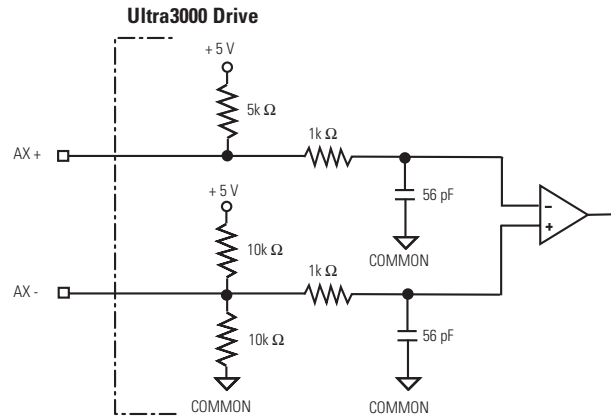 Ultra3000 Drive
+ 5 V
5k Ω
1k Ω
AX +
56 pF
COMMON
−
+
+ 5 V
10k Ω
1k Ω
AX -
10k Ω
56 pF
COMMON
COMMON